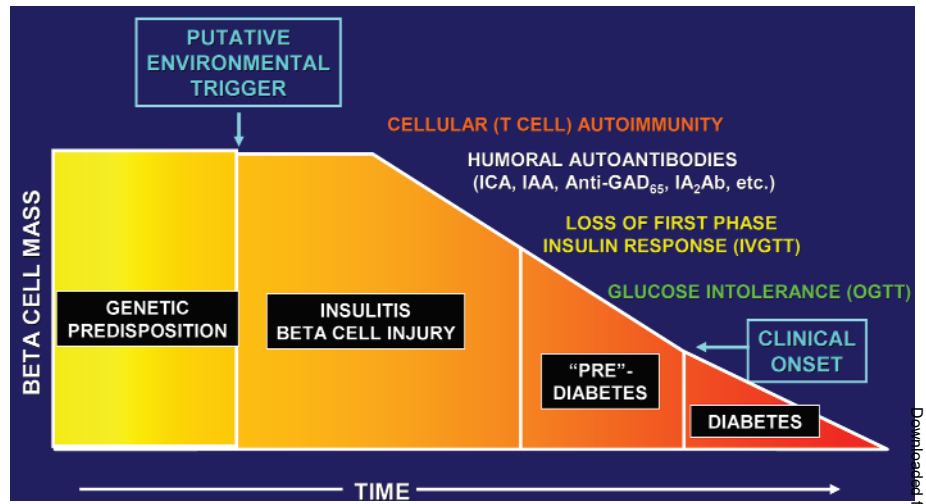 PUTATIVE
ENVIRONMENTAL
TRIGGER
CELLULAR (T CELL) AUTOIMMUNITY
HUMORAL AUTOANTIBODIES
(ICA, IAA, Anti-GAD₆₅, IA₂Ab, etc.)
LOSS OF FIRST PHASE
INSULIN RESPONSE (IVGTT)
GLUCOSE INTOLERANCE (OGTT)
BETA CELL MASS
GENETIC
PREDISPOSITION
INSULITIS
BETA CELL INJURY
"PRE"-
DIABETES
CLINICAL
ONSET
DIABETES
TIME
Downloaded